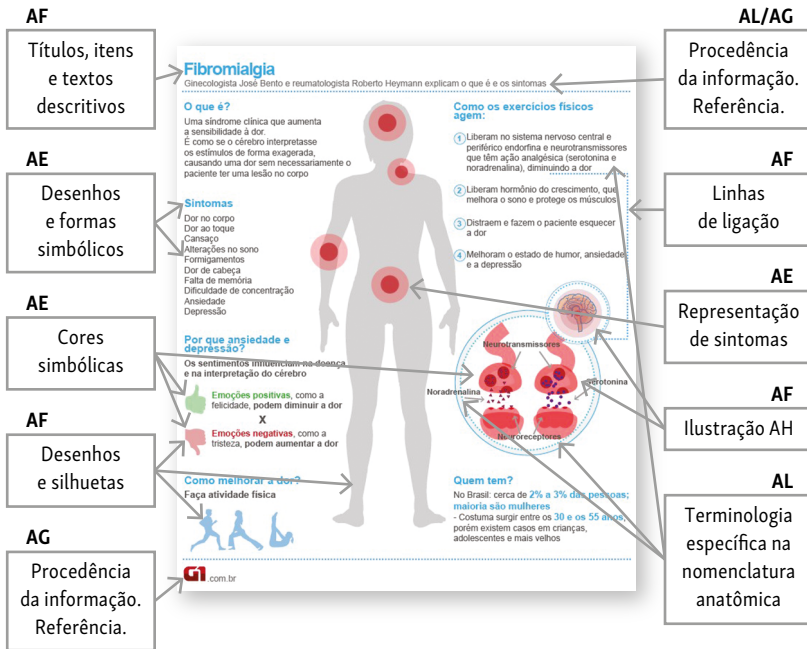 AF
Títulos, itens
e textos
descritivos
AE
Desenhos
e formas
simbólicos
AE
Cores
simbólicas
AF
Desenhos
e silhuetas
AG
Procedência
da informação.
Referência.
Fibromialgia
Ginecologista José Bento e reumatologista Roberto Heymann explicam o que é e os sintomas
O que é?
Uma síndrome clínica que aumenta
a sensibilidade à dor.
É como se o cérebro interpretasse
os estímulos de forma exagerada,
causando uma dor sem necessariamente o
paciente ter uma lesão no corpo
Sintomas
Dor no corpo
Dor ao toque
Cansaço
Alterações no sono
Formigamentos
Dor de cabeça
Falta de memória
Dificuldade de concentração
Ansiedade
Depressão
Por que ansiedade e
depressão?
Os sentimentos influenciam na doença
e na interpretação do cérebro
Emoções positivas, como a
felicidade, podem diminuir a dor
X
Emoções negativas, como a
tristeza, podem aumentar a dor
Como melhorar a dor?
Faça atividade física
G1.com.br
Como os exercícios físicos
agem:
1 Liberam no sistema nervoso central e
periférico endorfina e neurotransmissores
que têm ação analgésica (serotonina e
noradrenalina), diminuindo a dor
2 Liberam hormônio do crescimento, que
melhora o sono e protege os músculos
3 Distraem e fazem o paciente esquecer
a dor
4 Melhoram o estado de humor, ansiedade
e a depressão
Neurotransmissores
Noradrenalina
Serotonina
Neuroreceptores
Quem tem?
No Brasil: cerca de 2% a 3% das pessoas;
maioria são mulheres
- Costuma surgir entre os 30 e os 55 anos,
porém existem casos em crianças,
adolescentes e mais velhos
AL/AG
Procedência
da informação.
Referência.
AF
Linhas
de ligação
AE
Representação
de sintomas
AF
Ilustração AH
AL
Terminologia
específica na
nomenclatura
anatômica